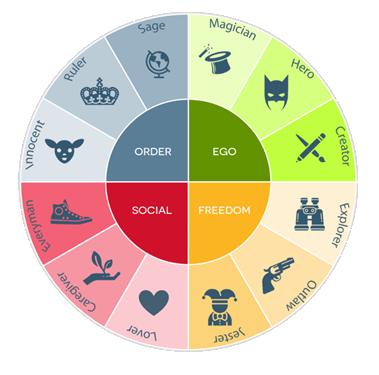 Sage
Magician
Ruler
Hero
Innocent
ORDER
EGO
Creator
Everyman
SOCIAL
FREEDOM
Explorer
Caregiver
Outlaw
Lover
Jester